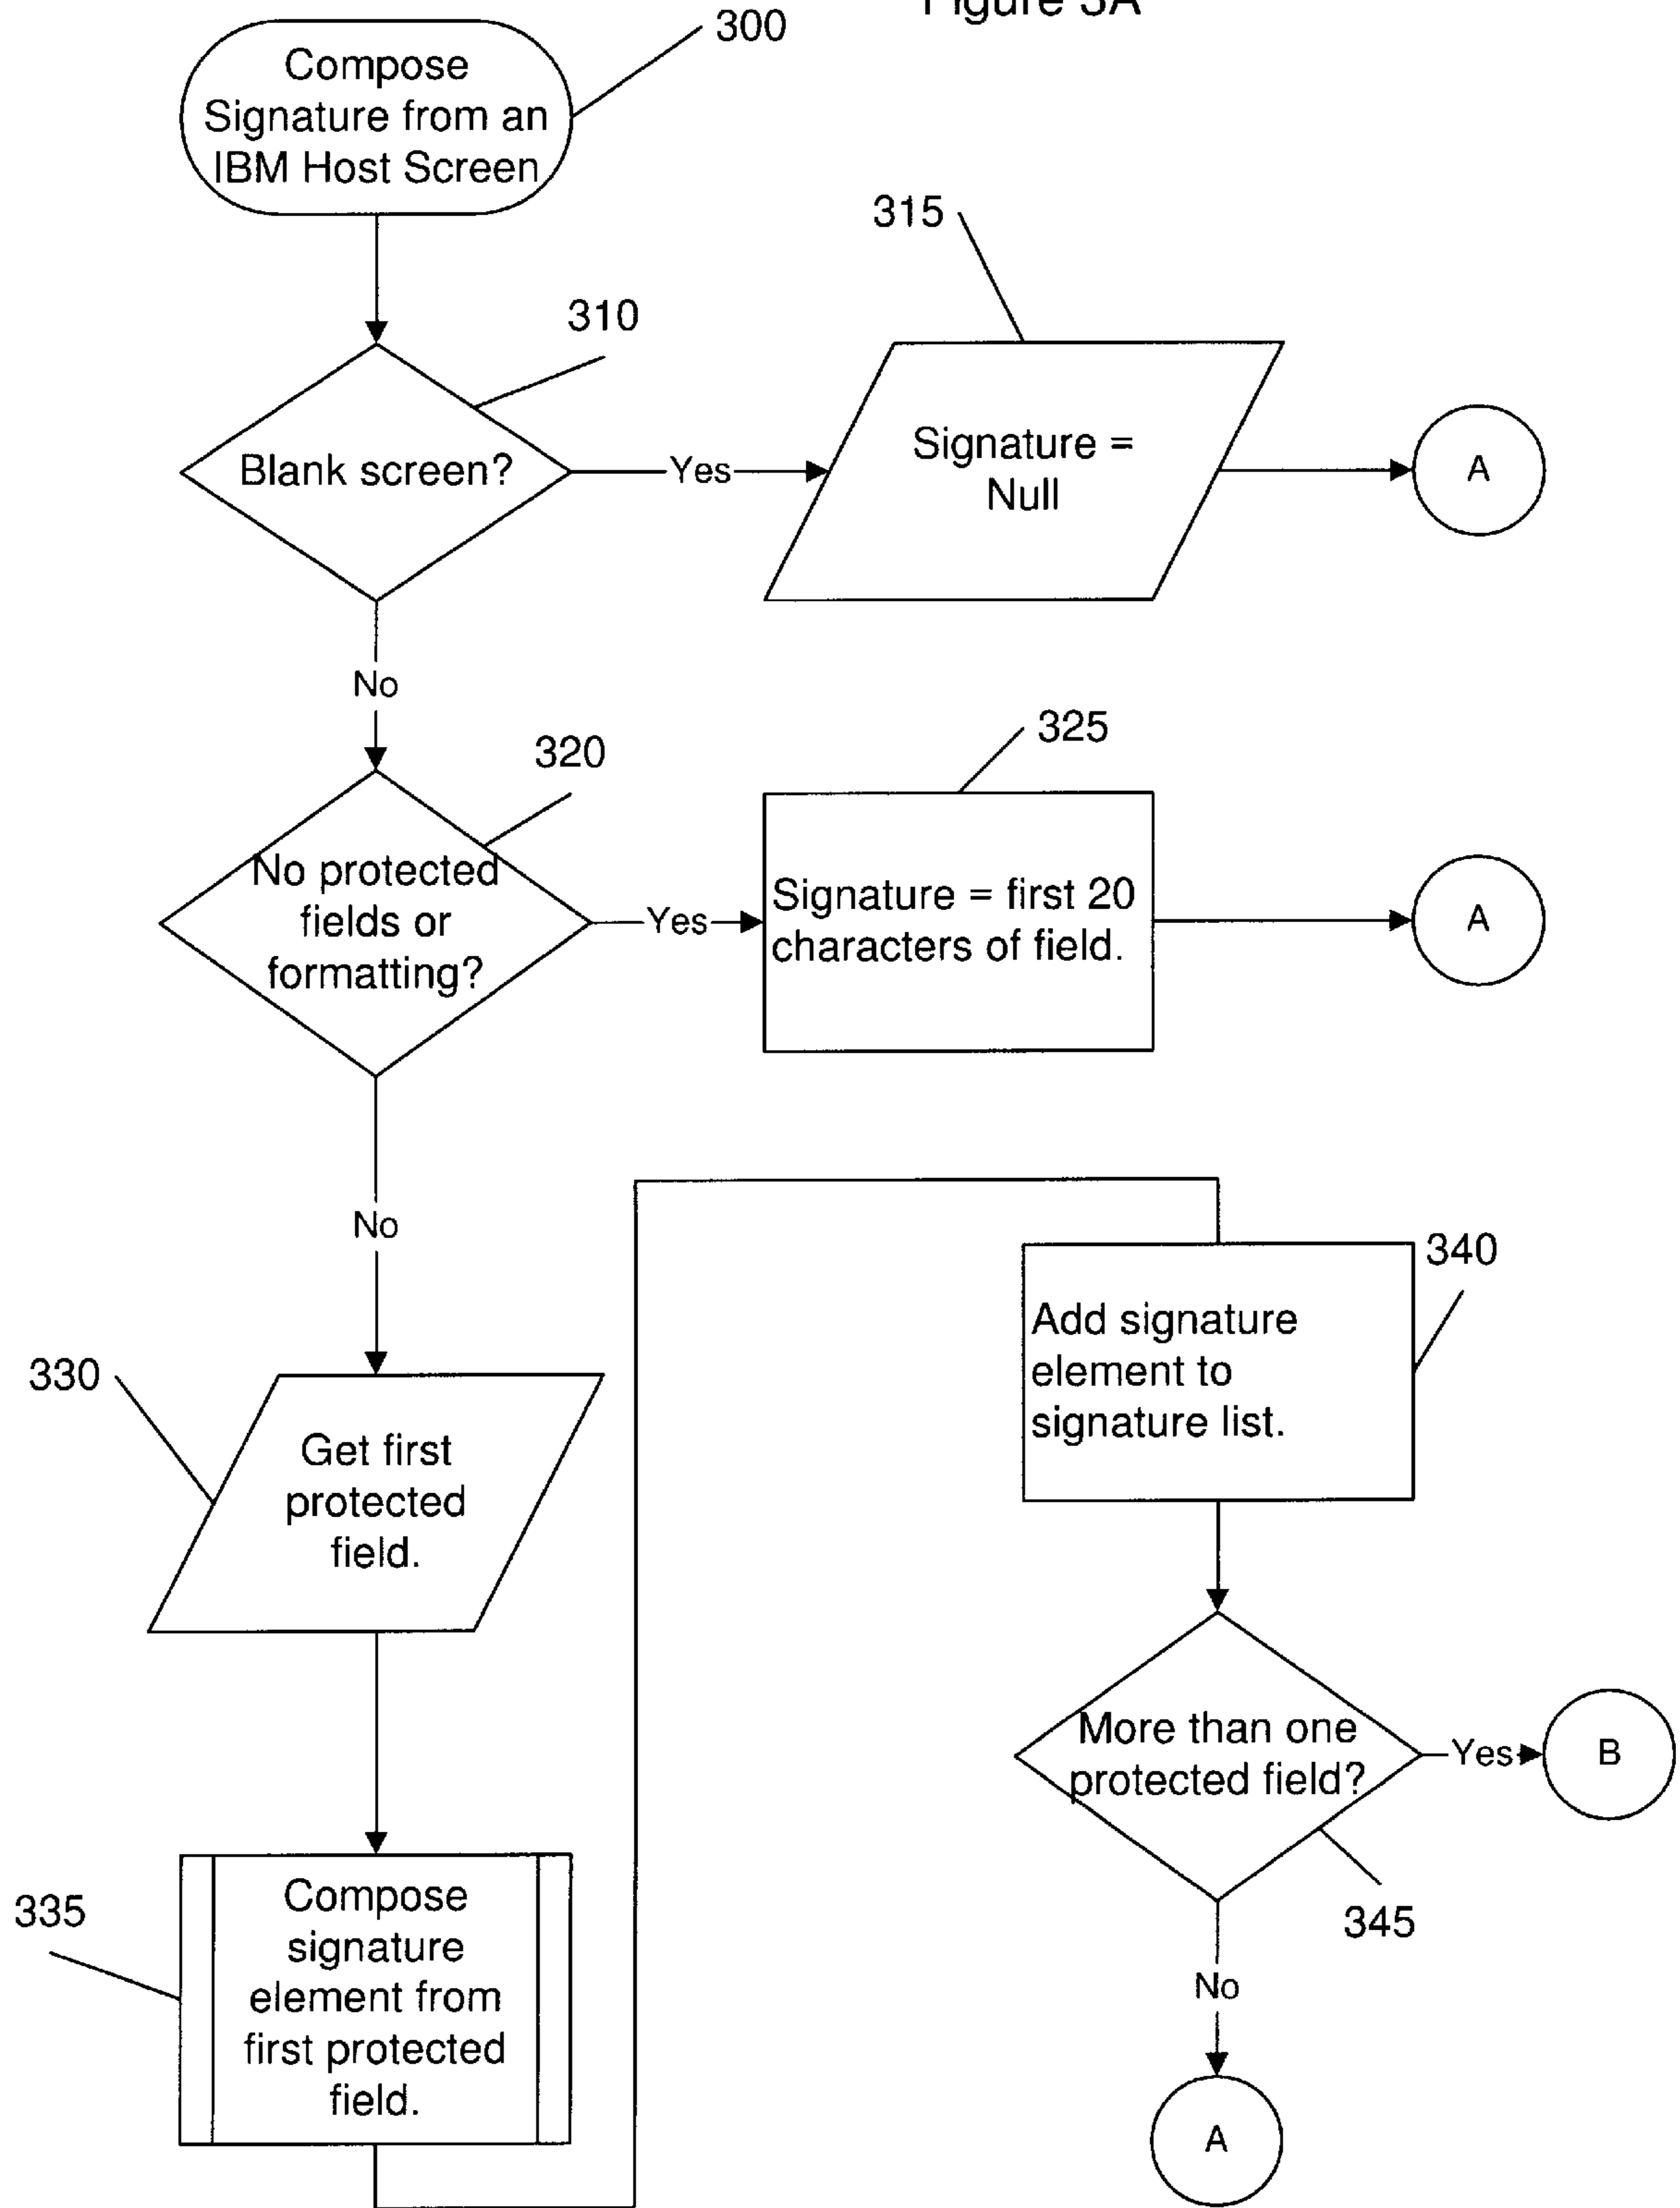 Figure 3A
300
Compose
Signature from an
IBM Host Screen
315
310
Blank screen?
Yes
Signature =
Null
A
No
320
325
No protected
fields or
formatting?
Yes
Signature = first 20
characters of field.
A
No
340
Add signature
element to
signature list.
330
Get first
protected
field.
More than one
protected field?
Yes
B
345
335
Compose
signature
element from
first protected
field.
No
A